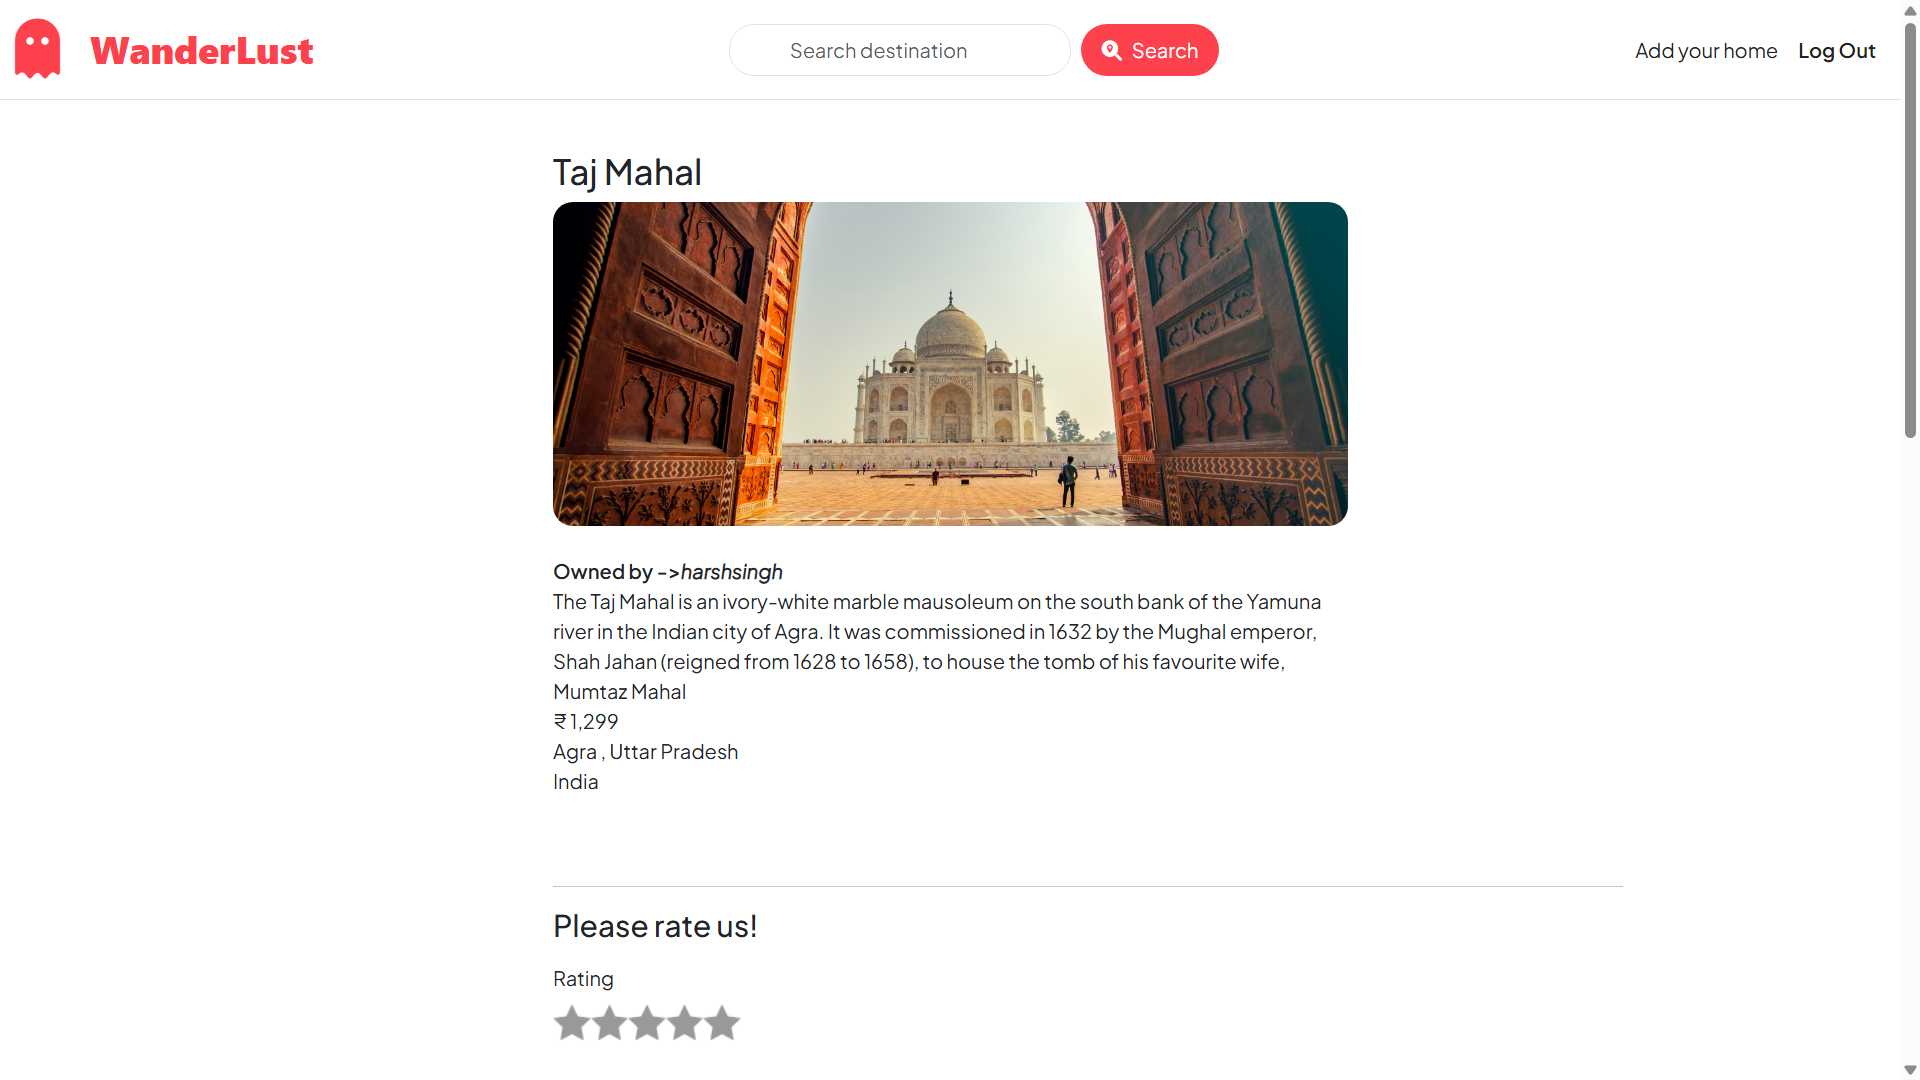 WanderLust
Search destination
Search
Add your home
Log Out
Taj Mahal
Owned by ->harshsingh
The Taj Mahal is an ivory-white marble mausoleum on the south bank of the Yamuna
river in the Indian city of Agra. It was commissioned in 1632 by the Mughal emperor,
Shah Jahan (reigned from 1628 to 1658), to house the tomb of his favourite wife,
Mumtaz Mahal
₹ 1,299
Agra , Uttar Pradesh
India
Please rate us!
Rating